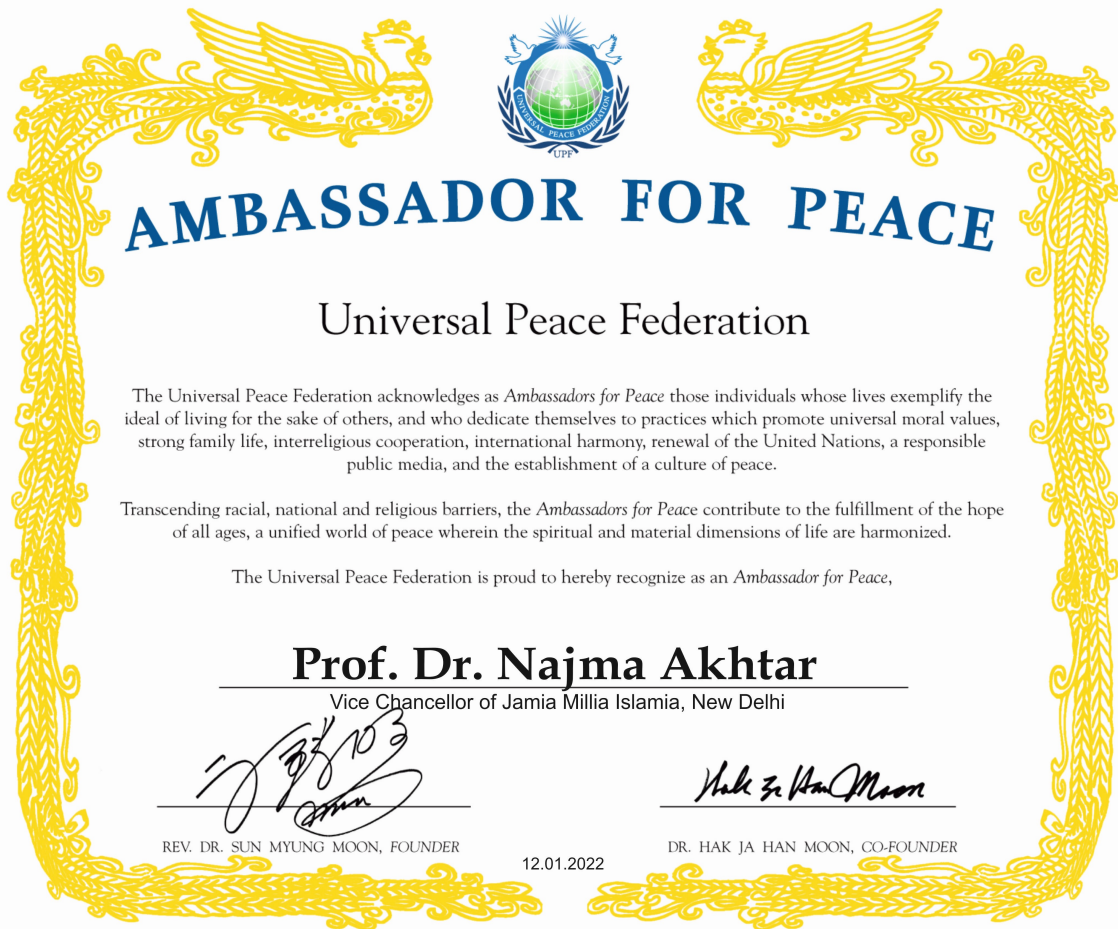 UNIVERSAL PEACE FEDERATION
UPF
AMBASSADOR FOR PEACE
Universal Peace Federation
The Universal Peace Federation acknowledges as Ambassadors for Peace those individuals whose lives exemplify the
ideal of living for the sake of others, and who dedicate themselves to practices which promote universal moral values,
strong family life, interreligious cooperation, international harmony, renewal of the United Nations, a responsible
public media, and the establishment of a culture of peace.
Transcending racial, national and religious barriers, the Ambassadors for Peace contribute to the fulfillment of the hope
of all ages, a unified world of peace wherein the spiritual and material dimensions of life are harmonized.
The Universal Peace Federation is proud to hereby recognize as an Ambassador for Peace,
Prof. Dr. Najma Akhtar
Vice Chancellor of Jamia Millia Islamia, New Delhi
Hak Ja Han Moon
REV. DR. SUN MYUNG MOON, FOUNDER
DR. HAK JA HAN MOON, CO-FOUNDER
12.01.2022